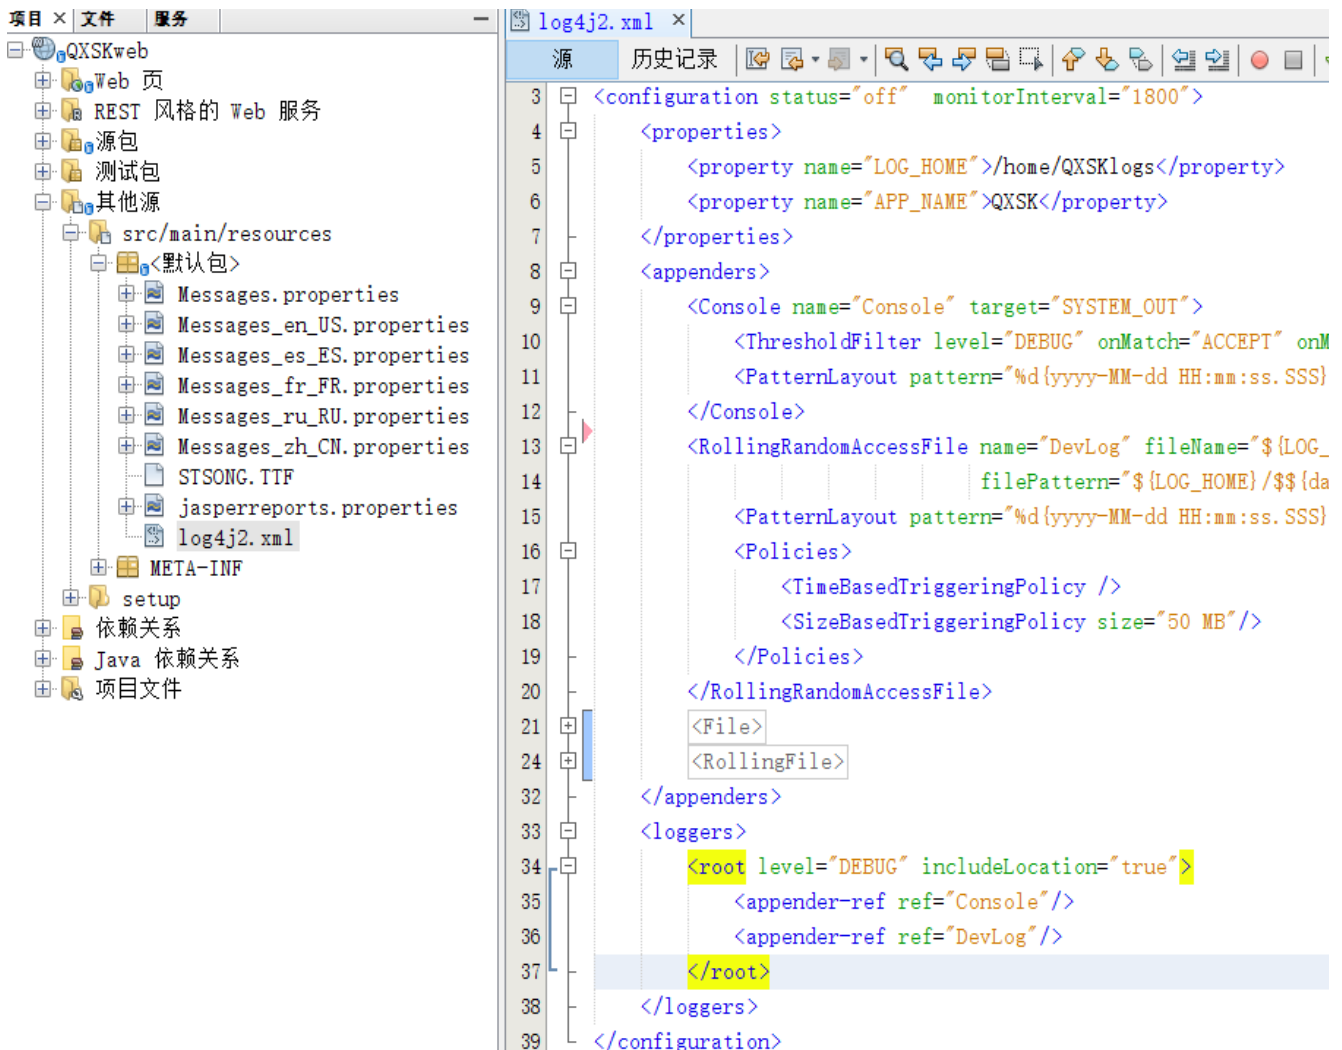 项目 × 文件 服务
QXSKweb
Web 页
REST 风格的 Web 服务
源包
测试包
其他源
src/main/resources
<默认包>
Messages.properties
Messages_en_US.properties
Messages_es_ES.properties
Messages_fr_FR.properties
Messages_ru_RU.properties
Messages_zh_CN.properties
STSONG.TTF
jasperreports.properties
log4j2.xml
META-INF
setup
依赖关系
Java 依赖关系
项目文件
log4j2.xml ×
源 历史记录
3 <configuration status="off"  monitorInterval="1800">
4 <properties>
5 <property name="LOG_HOME">/home/QXSKlogs</property>
6 <property name="APP_NAME">QXSK</property>
7 </properties>
8 <appenders>
9 <Console name="Console" target="SYSTEM_OUT">
10 <ThresholdFilter level="DEBUG" onMatch="ACCEPT" onM
11 <PatternLayout pattern="%d{yyyy-MM-dd HH:mm:ss.SSS}
12 </Console>
13 <RollingRandomAccessFile name="DevLog" fileName="${LOG_
14 filePattern="${LOG_HOME}/$${da
15 <PatternLayout pattern="%d{yyyy-MM-dd HH:mm:ss.SSS}
16 <Policies>
17 <TimeBasedTriggeringPolicy />
18 <SizeBasedTriggeringPolicy size="50 MB"/>
19 </Policies>
20 </RollingRandomAccessFile>
21 <File>
24 <RollingFile>
32 </appenders>
33 <loggers>
34 <root level="DEBUG" includeLocation="true">
35 <appender-ref ref="Console"/>
36 <appender-ref ref="DevLog"/>
37 </root>
38 </loggers>
39 </configuration>